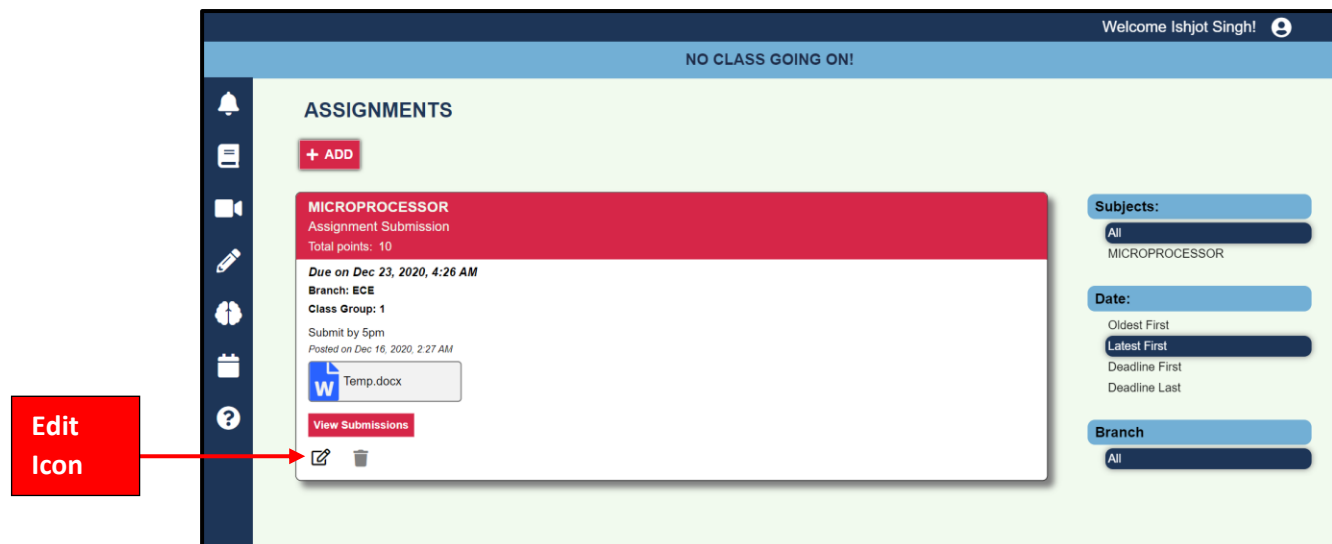 Welcome Ishjot Singh!
NO CLASS GOING ON!
ASSIGNMENTS
+ ADD
MICROPROCESSOR
Assignment Submission
Total points: 10
Due on Dec 23, 2020, 4:26 AM
Branch: ECE
Class Group: 1
Submit by 5pm
Posted on Dec 16, 2020, 2:27 AM
W Temp.docx
View Submissions
Edit
Icon
Subjects:
All
MICROPROCESSOR
Date:
Oldest First
Latest First
Deadline First
Deadline Last
Branch
All